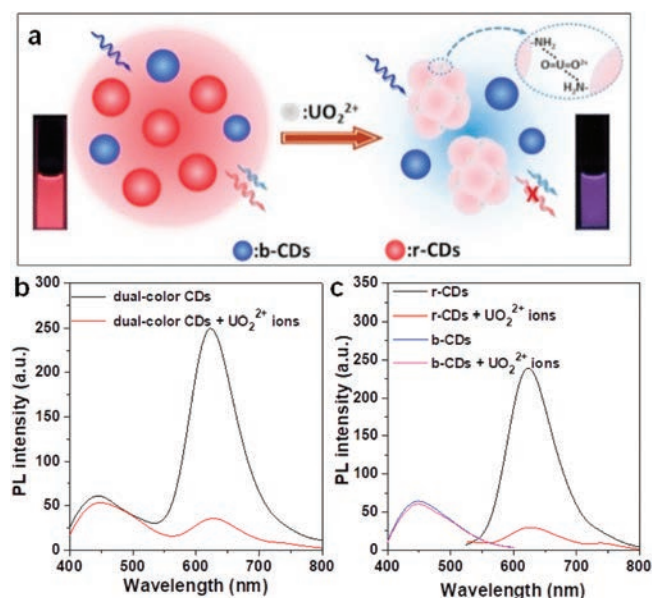 a
-NH₂
O=U=O²⁺
H₂N-
:UO₂²⁺
X
:b-CDs :r-CDs
b
dual-color CDs
dual-color CDs + UO₂²⁺ ions
PL intensity (a.u.)
300
250
200
150
100
50
0
400 500 600 700 800
Wavelength (nm)
c
r-CDs
r-CDs + UO₂²⁺ ions
b-CDs
b-CDs + UO₂²⁺ ions
PL intensity (a.u.)
350
300
250
200
150
100
50
0
400 500 600 700 800
Wavelength (nm)